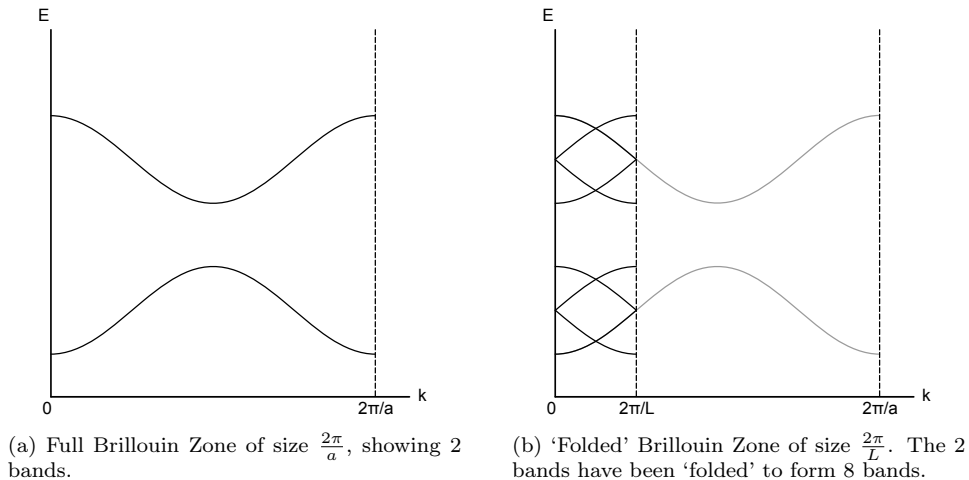 E
k
0
2π/a
E
k
0
2π/L
2π/a
(a) Full Brillouin Zone of size 2π/a, showing 2
bands.
(b) ‘Folded’ Brillouin Zone of size 2π/L. The 2
bands have been ‘folded’ to form 8 bands.